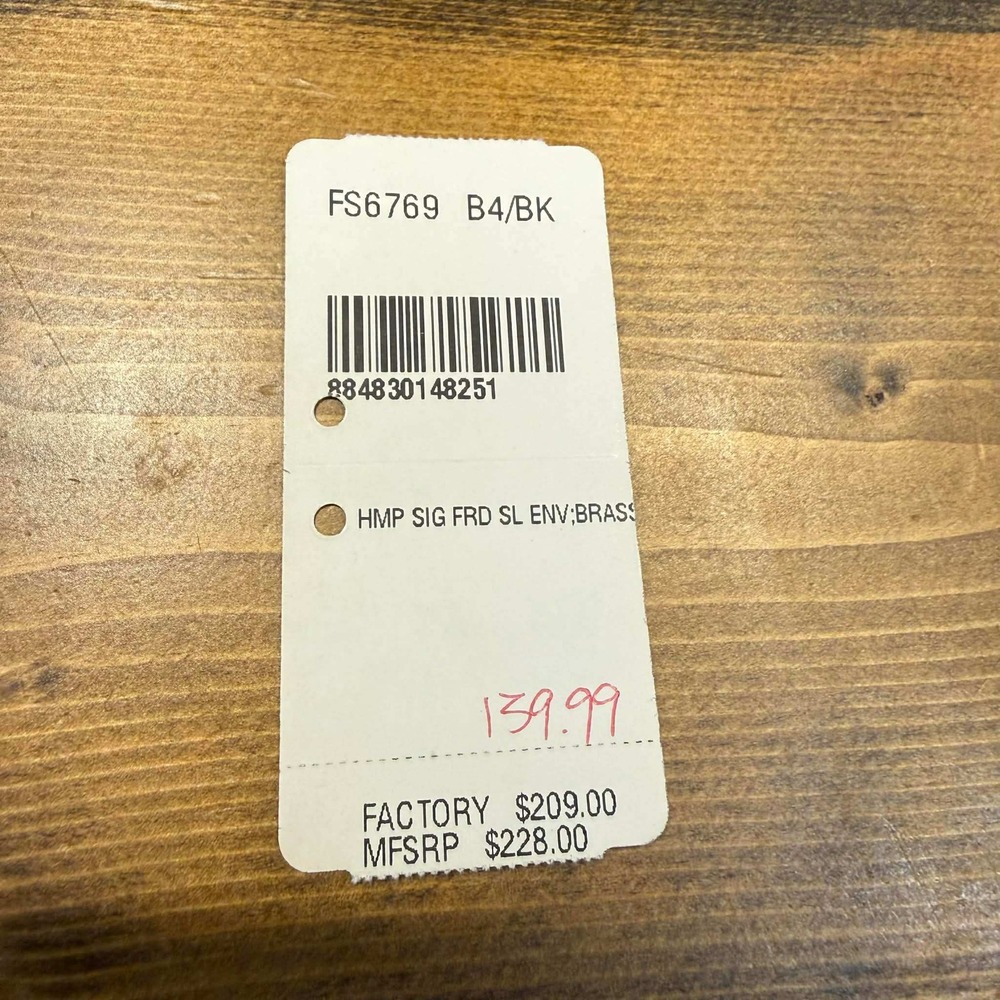 FS6769 B4/BK
884830148251
HMP SIG FRD SL ENV;BRASS
139.99
FACTORY $209.00
MFSRP $228.00